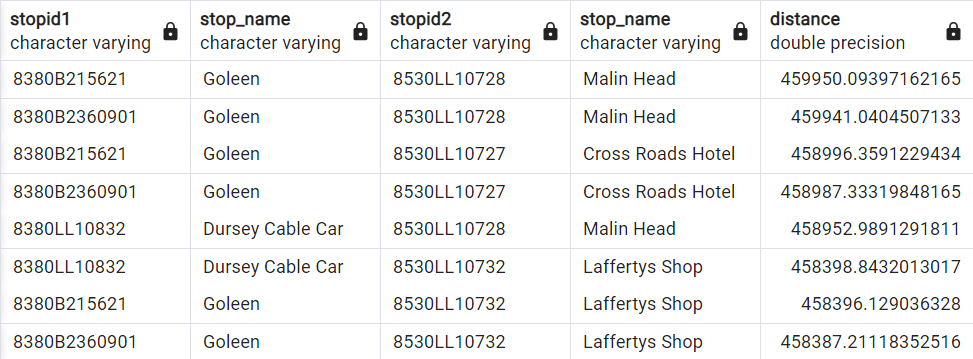 stopid1 stop_name stopid2 stop_name distance
character varying character varying character varying character varying double precision
8380B215621 Goleen 8530LL10728 Malin Head 459950.09397162165
8380B2360901 Goleen 8530LL10728 Malin Head 459941.0404507133
8380B215621 Goleen 8530LL10727 Cross Roads Hotel 458996.3591229434
8380B2360901 Goleen 8530LL10727 Cross Roads Hotel 458987.33319848165
8380LL10832 Dursey Cable Car 8530LL10728 Malin Head 458952.9891291811
8380LL10832 Dursey Cable Car 8530LL10732 Laffertys Shop 458398.8432013017
8380B215621 Goleen 8530LL10732 Laffertys Shop 458396.129036328
8380B2360901 Goleen 8530LL10732 Laffertys Shop 458387.21118352516